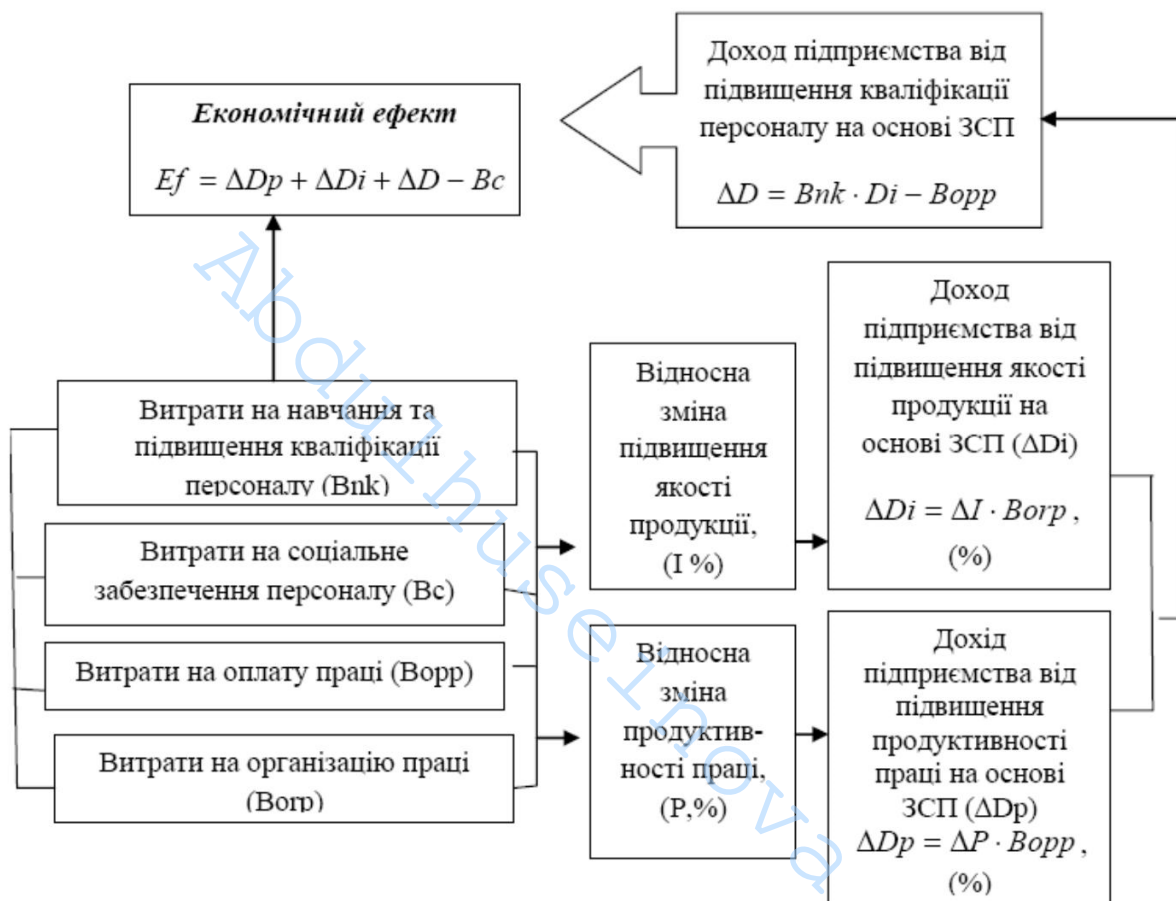 Доход підприємства від
підвищення кваліфікації
персоналу на основі ЗСП
ΔD = Bnk · Di – Bopp
Економічний ефект
Ef = ΔDp + ΔDi + ΔD – Bc
Витрати на навчання та
підвищення кваліфікації
персоналу (Bnk)
Витрати на соціальне
забезпечення персоналу (Bc)
Витрати на оплату праці (Bopp)
Витрати на організацію праці
(Borp)
Відносна
зміна
підвищення
якості
продукції,
(I %)
Відносна
зміна
продуктив-
ності праці,
(P,%)
Доход
підприємства від
підвищення якості
продукції на
основі ЗСП (ΔDi)
ΔDi = ΔI · Borp ,
(%)
Дохід
підприємства від
підвищення
продуктивності
праці на основі
ЗСП (ΔDp)
ΔDp = ΔP · Bopp ,
(%)
Abdulhuseinova